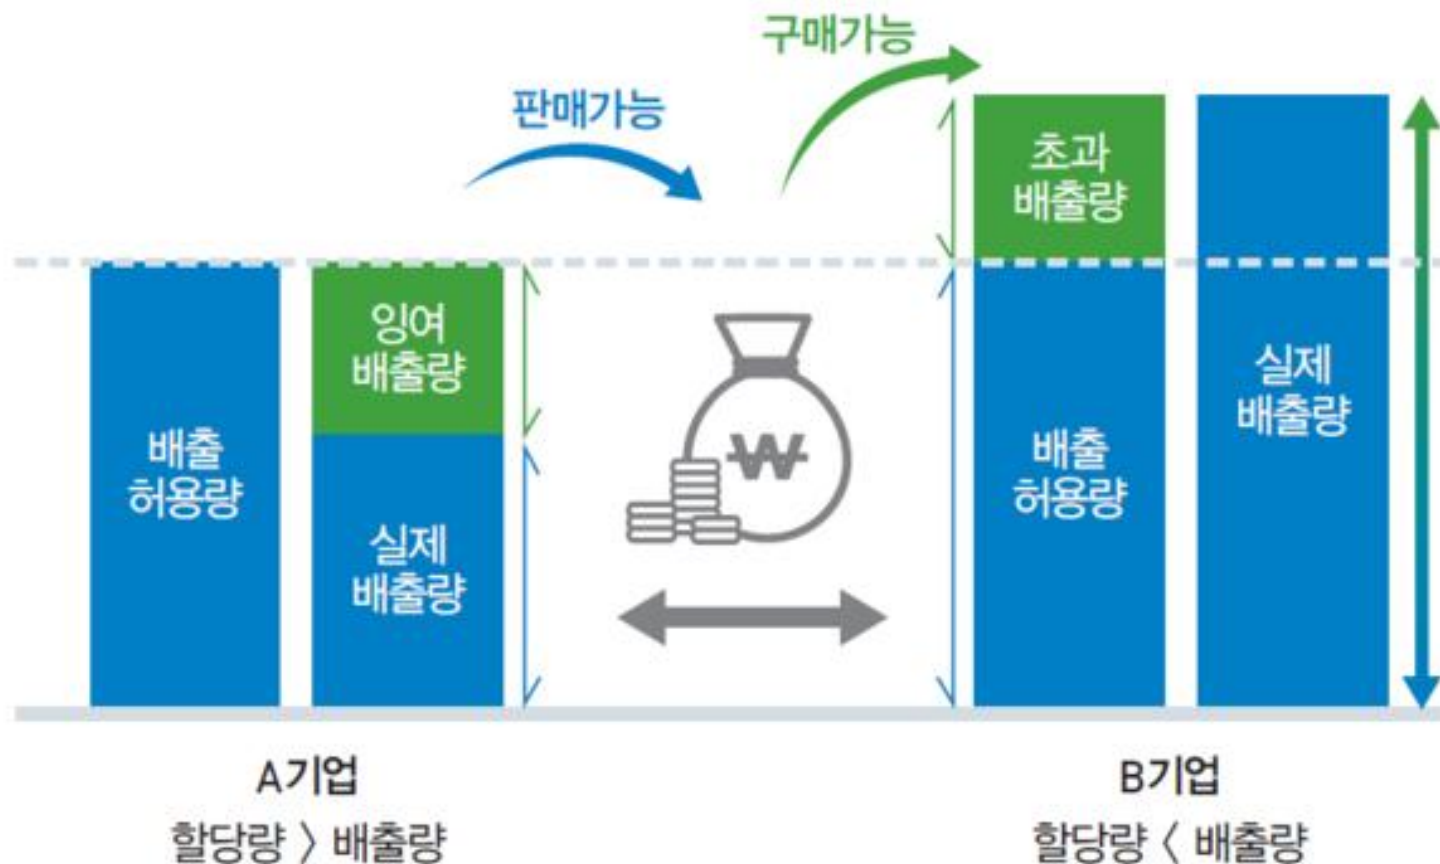 구매가능
판매가능
초과
배출량
잉여
배출량
실제
배출량
배출
허용량
배출
허용량
실제
배출량
₩
A기업
B기업
할당량 > 배출량
할당량 < 배출량